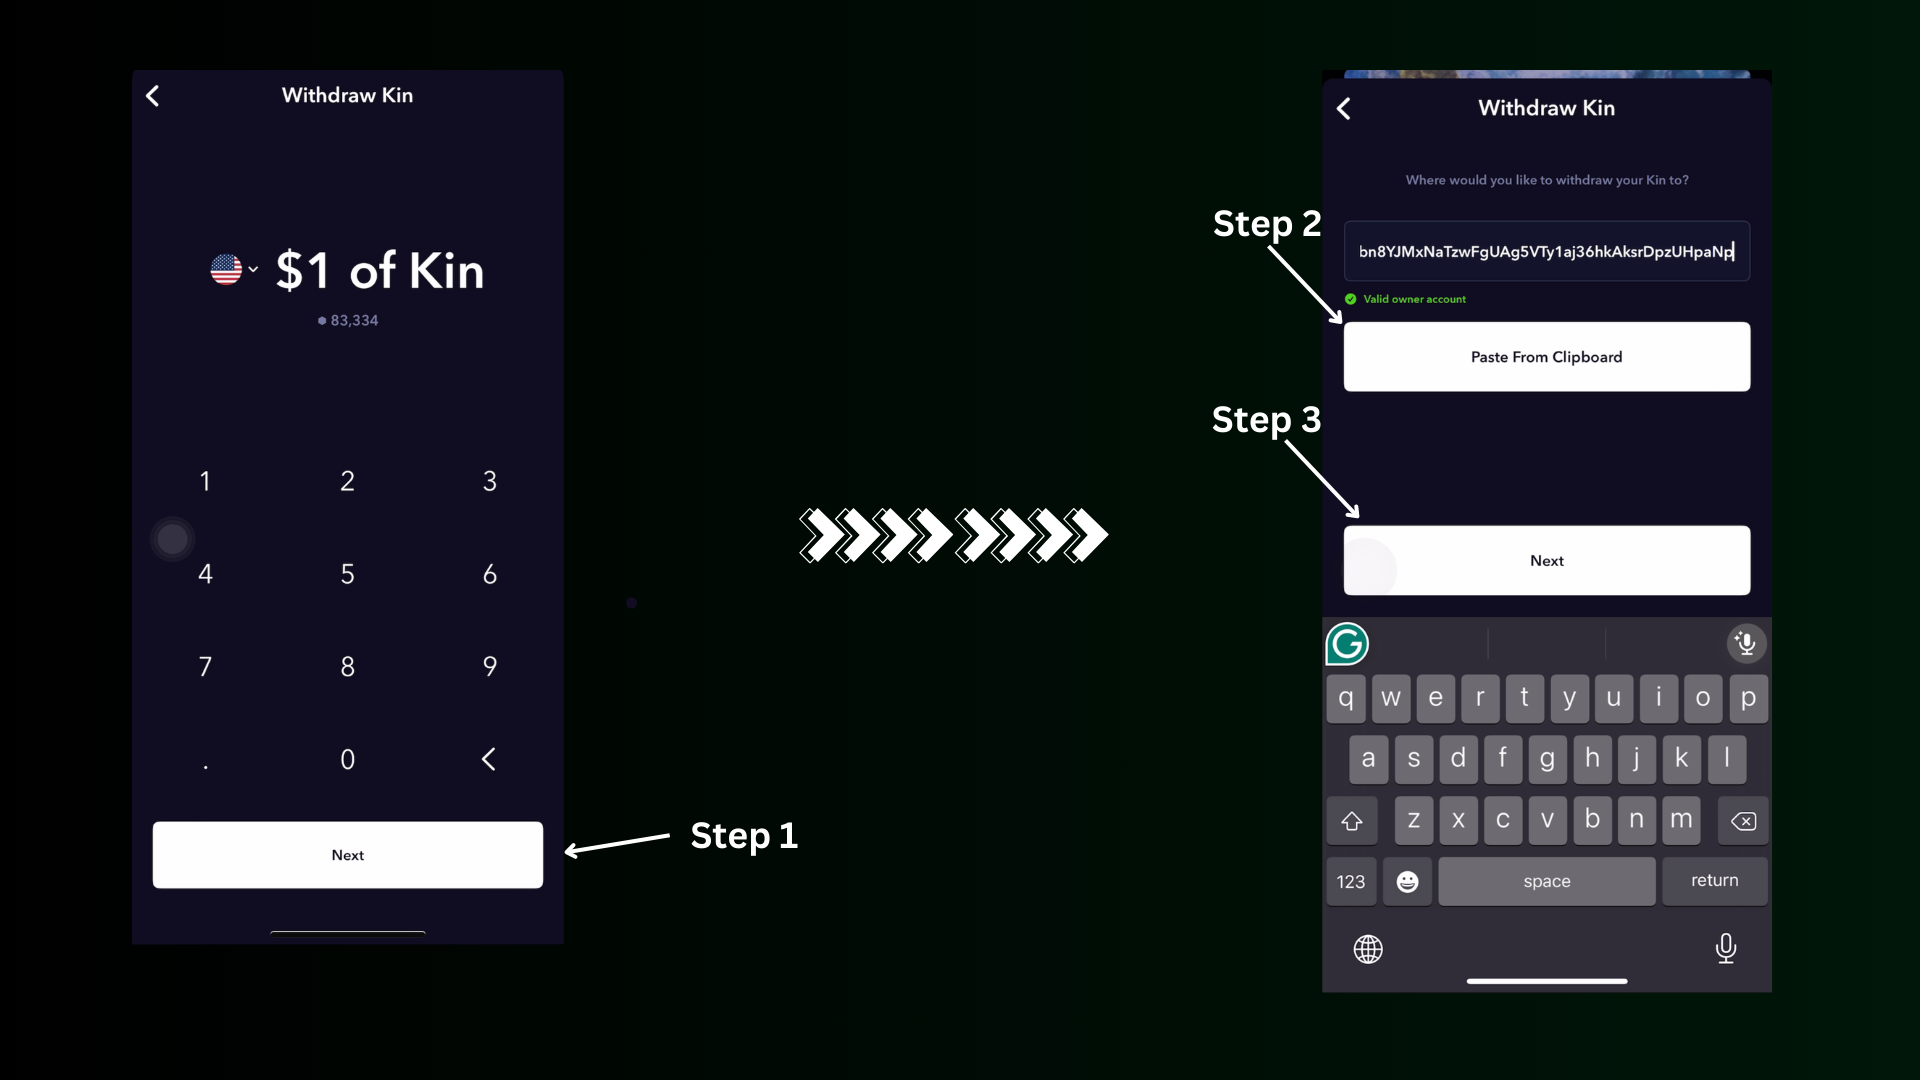 Withdraw Kin
$1 of Kin
83,334
1 2 3
4 5 6
7 8 9
. 0
Next
Step 1
Withdraw Kin
Where would you like to withdraw your Kin to?
Step 2
bn8YJMxNaTzwFgUAg5VTy1aj36hkAksrDpzUHpaNp
Valid owner account
Paste From Clipboard
Step 3
Next
G
q w e r t y u i o p
a s d f g h j k l
z x c v b n m
123 space return